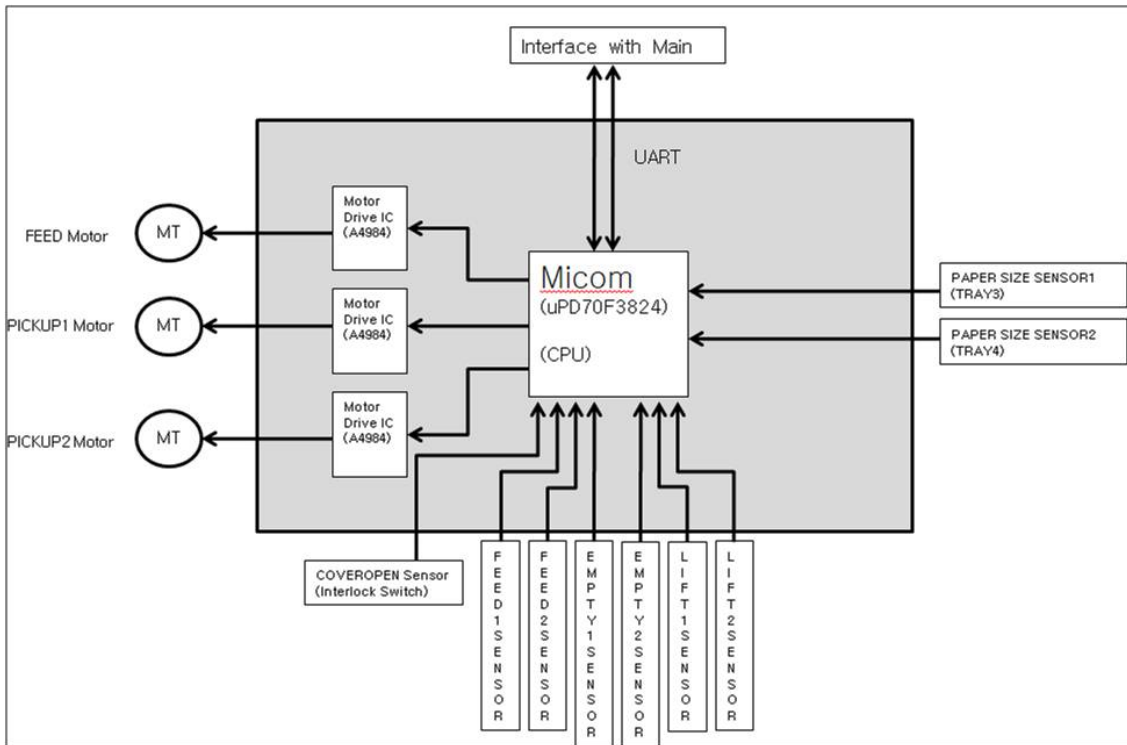 Interface with Main
UART
Motor
Drive IC
(A4984)
FEED Motor
MT
Micom
(uPD70F3824)
(CPU)
PAPER SIZE SENSOR1
(TRAY3)
Motor
Drive IC
(A4984)
PICKUP1 Motor
MT
PAPER SIZE SENSOR2
(TRAY4)
Motor
Drive IC
(A4984)
PICKUP2 Motor
MT
COVEROPEN Sensor
(Interlock Switch)
FEED1SENSOR
FEED2SENSOR
EMPTY1SENSOR
EMPTY2SENSOR
LIFT1SENSOR
LIFT2SENSOR